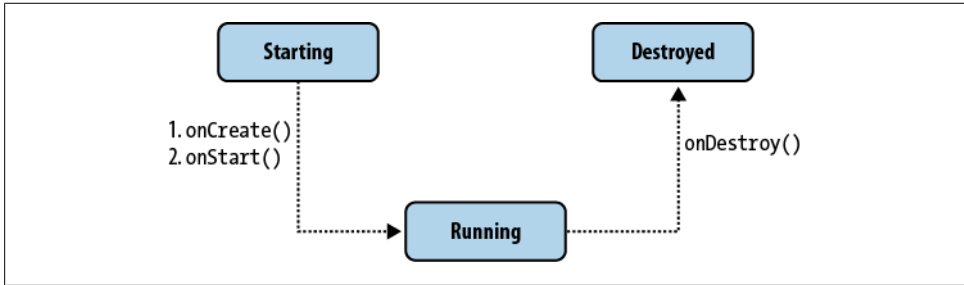 Starting
Destroyed
1. onCreate()
2. onStart()
onDestroy()
Running